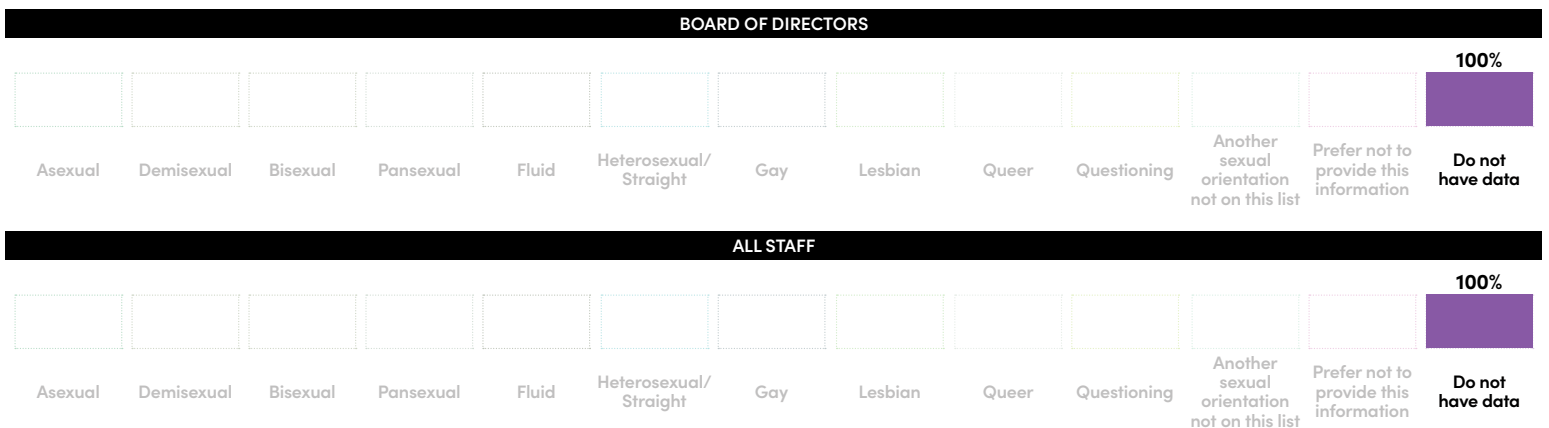 BOARD OF DIRECTORS
100%
Asexual
Demisexual
Bisexual
Pansexual
Fluid
Heterosexual/
Straight
Gay
Lesbian
Queer
Questioning
Another
sexual
orientation
not on this list
Prefer not to
provide this
information
Do not
have data
ALL STAFF
100%
Asexual
Demisexual
Bisexual
Pansexual
Fluid
Heterosexual/
Straight
Gay
Lesbian
Queer
Questioning
Another
sexual
orientation
not on this list
Prefer not to
provide this
information
Do not
have data